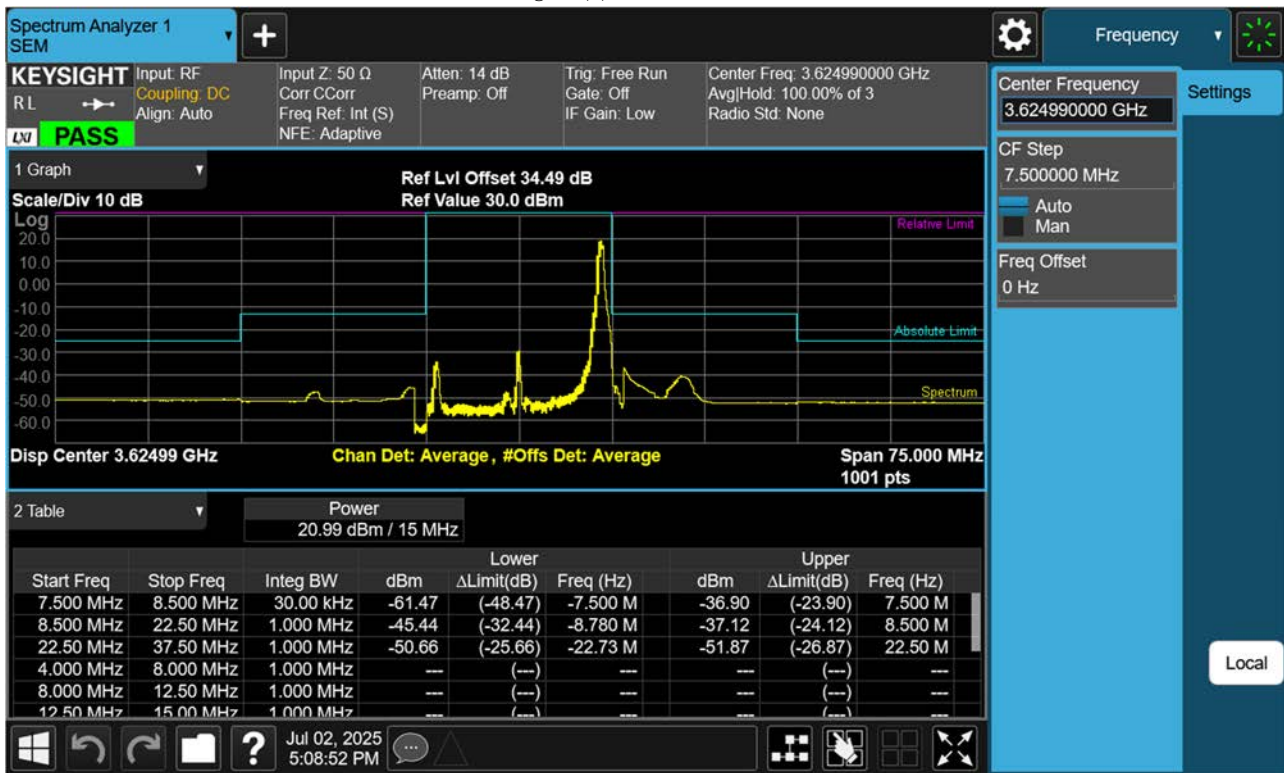 Spectrum Analyzer 1
SEM
Frequency
KEYSIGHT
R L
LXI
PASS
Input: RF
Coupling: DC
Align: Auto
Input Z: 50 Ω
Corr CCorr
Freq Ref: Int (S)
NFE: Adaptive
Atten: 14 dB
Preamp: Off
Trig: Free Run
Gate: Off
IF Gain: Low
Center Freq: 3.624990000 GHz
Avg|Hold: 100.00% of 3
Radio Std: None
Center Frequency
3.624990000 GHz
Settings
CF Step
7.500000 MHz
Auto
Man
Freq Offset
0 Hz
Local
1 Graph
Scale/Div 10 dB
Ref Lvl Offset 34.49 dB
Ref Value 30.0 dBm
Log
20.0
10.0
0.00
-10.0
-20.0
-30.0
-40.0
-50.0
-60.0
Relative Limit
Absolute Limit
Spectrum
Disp Center 3.62499 GHz
Chan Det: Average, #Offs Det: Average
Span 75.000 MHz
1001 pts
2 Table
Power
20.99 dBm / 15 MHz
Lower Upper
Start Freq Stop Freq Integ BW dBm ΔLimit(dB) Freq (Hz) dBm ΔLimit(dB) Freq (Hz)
7.500 MHz 8.500 MHz 30.00 kHz -61.47 (-48.47) -7.500 M -36.90 (-23.90) 7.500 M
8.500 MHz 22.50 MHz 1.000 MHz -45.44 (-32.44) -8.780 M -37.12 (-24.12) 8.500 M
22.50 MHz 37.50 MHz 1.000 MHz -50.66 (-25.66) -22.73 M -51.87 (-26.87) 22.50 M
4.000 MHz 8.000 MHz 1.000 MHz --- (---) --- --- (---) ---
8.000 MHz 12.50 MHz 1.000 MHz --- (---) --- --- (---) ---
12.50 MHz 15.00 MHz 1.000 MHz --- (---) --- --- (---) ---
?
Jul 02, 2025
5:08:52 PM